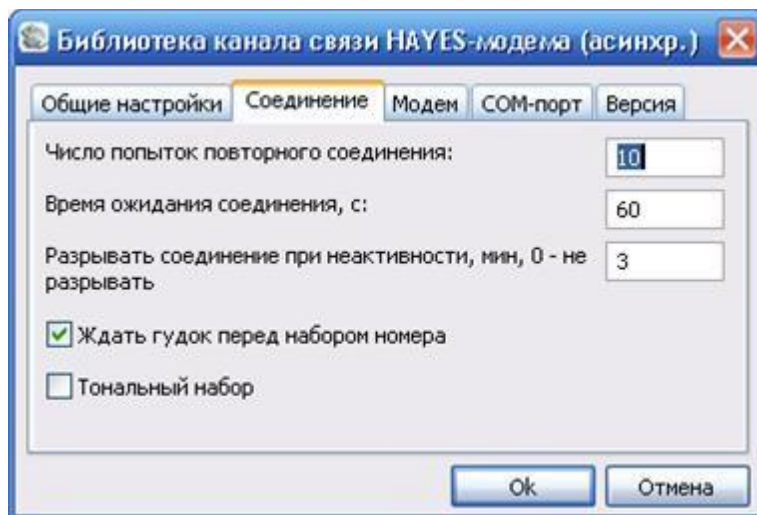 Библиотека канала связи HAYES-модема (асинхр.)
Общие настройки Соединение Модем COM-порт Версия
Число попыток повторного соединения: 10
Время ожидания соединения, с: 60
Разрывать соединение при неактивности, мин, 0 - не 3
разрывать
Ждать гудок перед набором номера
Тональный набор
Ok Отмена